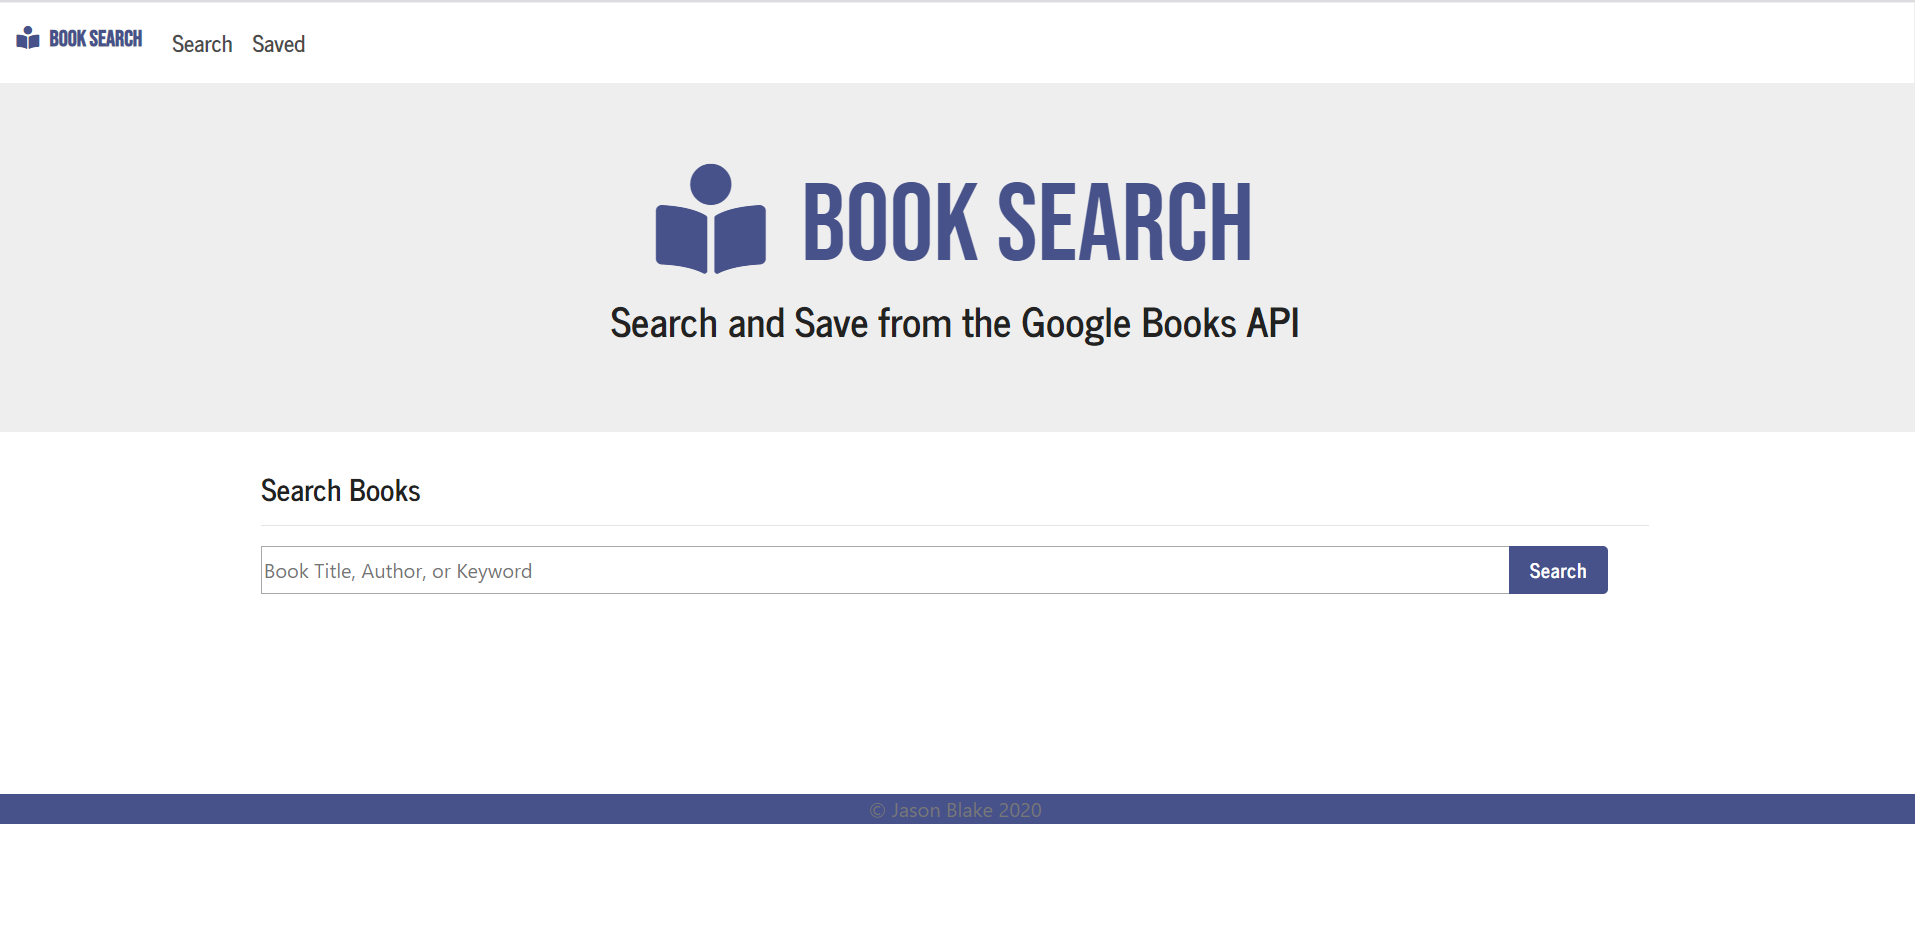 BOOK SEARCH Search Saved
BOOK SEARCH
Search and Save from the Google Books API
Search Books
Book Title, Author, or Keyword Search
© Jason Blake 2020